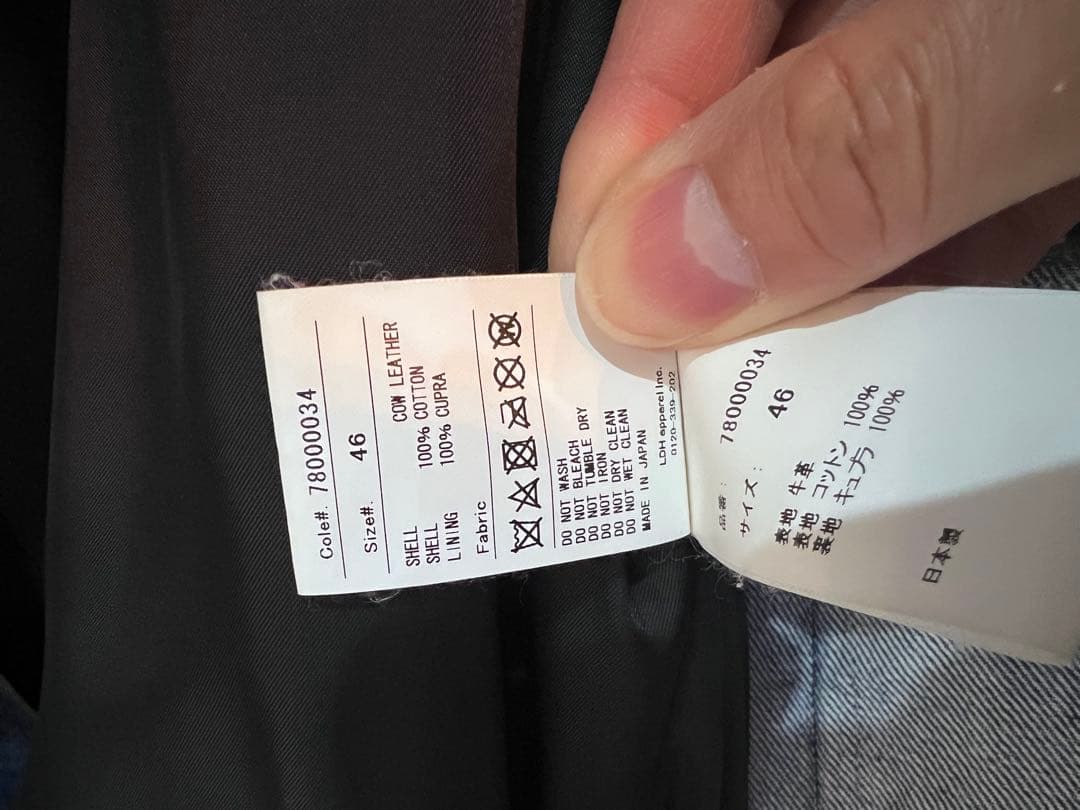 Cole#. 78000034
Size#. 46
SHELL COW LEATHER
SHELL 100% COTTON
LINING 100% CUPRA
Fabric
DO NOT WASH
DO NOT BLEACH
DO NOT TUMBLE DRY
DO NOT IRON
DO NOT DRY CLEAN
DO NOT WET CLEAN
MADE IN JAPAN
LDH apparel Inc.
0120-339-202
品番: 78000034
サイズ: 46
表地 牛革
表地 コットン 100%
裏地 キュプラ 100%
日本製